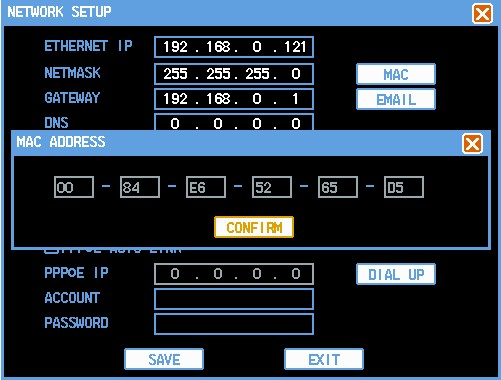 NETWORK SETUP
ETHERNET IP 192 . 168 . 0 . 121
NETMASK 255 . 255 . 255 . 0 MAC
GATEWAY 192 . 168 . 0 . 1 EMAIL
DNS 0 . 0 . 0 . 0
MAC ADDRESS
00 - 84 - E6 - 52 - 65 - D5
CONFIRM
PPPoE IP 0 . 0 . 0 . 0 DIAL UP
ACCOUNT
PASSWORD
SAVE EXIT